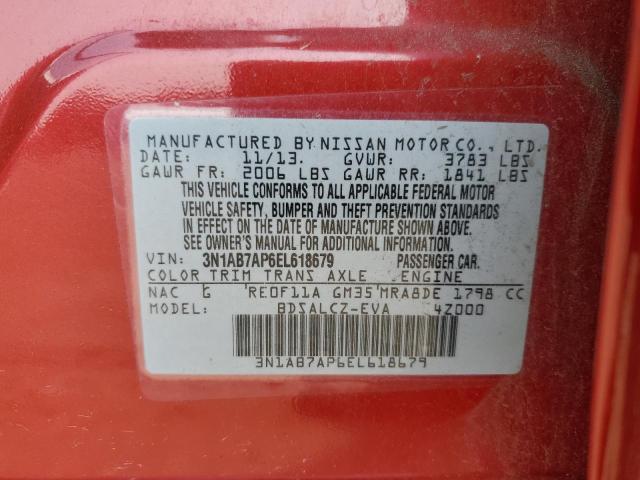 MANUFACTURED BY NISSAN MOTOR CO., LTD.
DATE: 11/13. GVWR: 3783 LBS
GAWR FR: 2006 LBS GAWR RR: 1841 LBS
THIS VEHICLE CONFORMS TO ALL APPLICABLE FEDERAL MOTOR
VEHICLE SAFETY, BUMPER AND THEFT PREVENTION STANDARDS
IN EFFECT ON THE DATE OF MANUFACTURE SHOWN ABOVE.
SEE OWNER'S MANUAL FOR ADDITIONAL INFORMATION.
VIN: 3N1AB7AP6EL618679 PASSENGER CAR.
COLOR TRIM TRANS AXLE ENGINE
NAC G RE0F11A GM35 MRA8DE 1798 CC
MODEL: BDSALCZ-EVA 4Z000
3N1AB7AP6EL618679